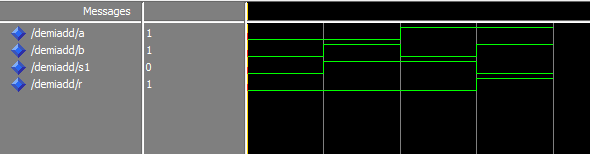 Messages
/demiadd/a 1
/demiadd/b 1
/demiadd/s1 0
/demiadd/r 1